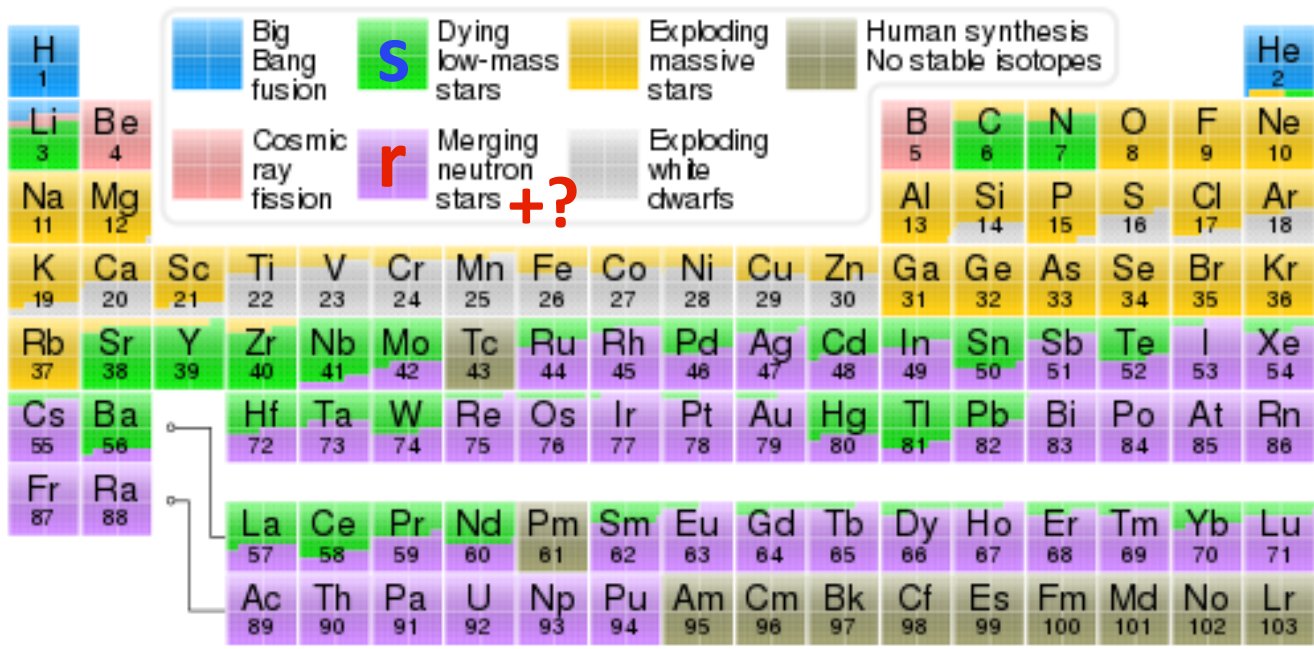 Big Bang fusion
S
Dying low-mass stars
Exploding massive stars
Human synthesis
No stable isotopes
Cosmic ray fission
r
Merging neutron stars
+?
Exploding white dwarfs
H He
1 2
Li Be B C N O F Ne
3 4 5 6 7 8 9 10
Na Mg Al Si P S Cl Ar
11 12 13 14 15 16 17 18
K Ca Sc Ti V Cr Mn Fe Co Ni Cu Zn Ga Ge As Se Br Kr
19 20 21 22 23 24 25 26 27 28 29 30 31 32 33 34 35 36
Rb Sr Y Zr Nb Mo Tc Ru Rh Pd Ag Cd In Sn Sb Te I Xe
37 38 39 40 41 42 43 44 45 46 47 48 49 50 51 52 53 54
Cs Ba Hf Ta W Re Os Ir Pt Au Hg Tl Pb Bi Po At Rn
55 56 72 73 74 75 76 77 78 79 80 81 82 83 84 85 86
Fr Ra
87 88
La Ce Pr Nd Pm Sm Eu Gd Tb Dy Ho Er Tm Yb Lu
57 58 59 60 61 62 63 64 65 66 67 68 69 70 71
Ac Th Pa U Np Pu Am Cm Bk Cf Es Fm Md No Lr
89 90 91 92 93 94 95 96 97 98 99 100 101 102 103